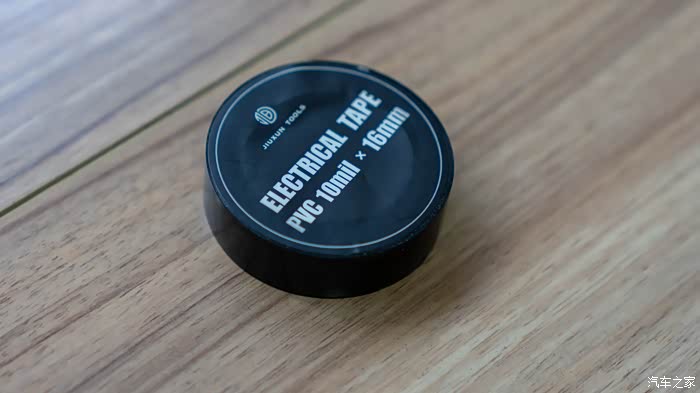 JIUXUN TOOLS
ELECTRICAL TAPE
PVC 10mil × 16mm
汽车之家